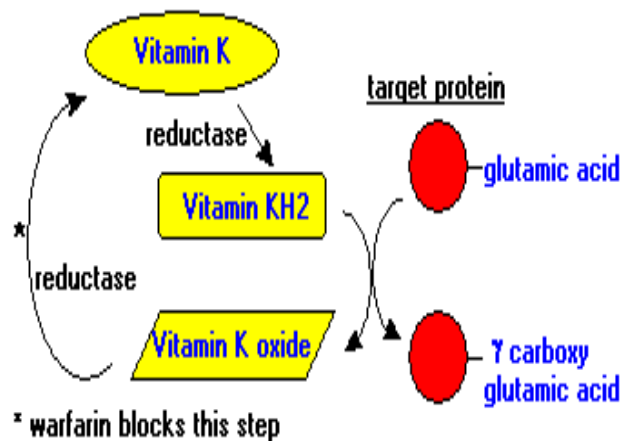 Vitamin K
target protein
reductase
glutamic acid
Vitamin KH2
*
reductase
Vitamin K oxide
γ carboxy
glutamic acid
* warfarin blocks this step